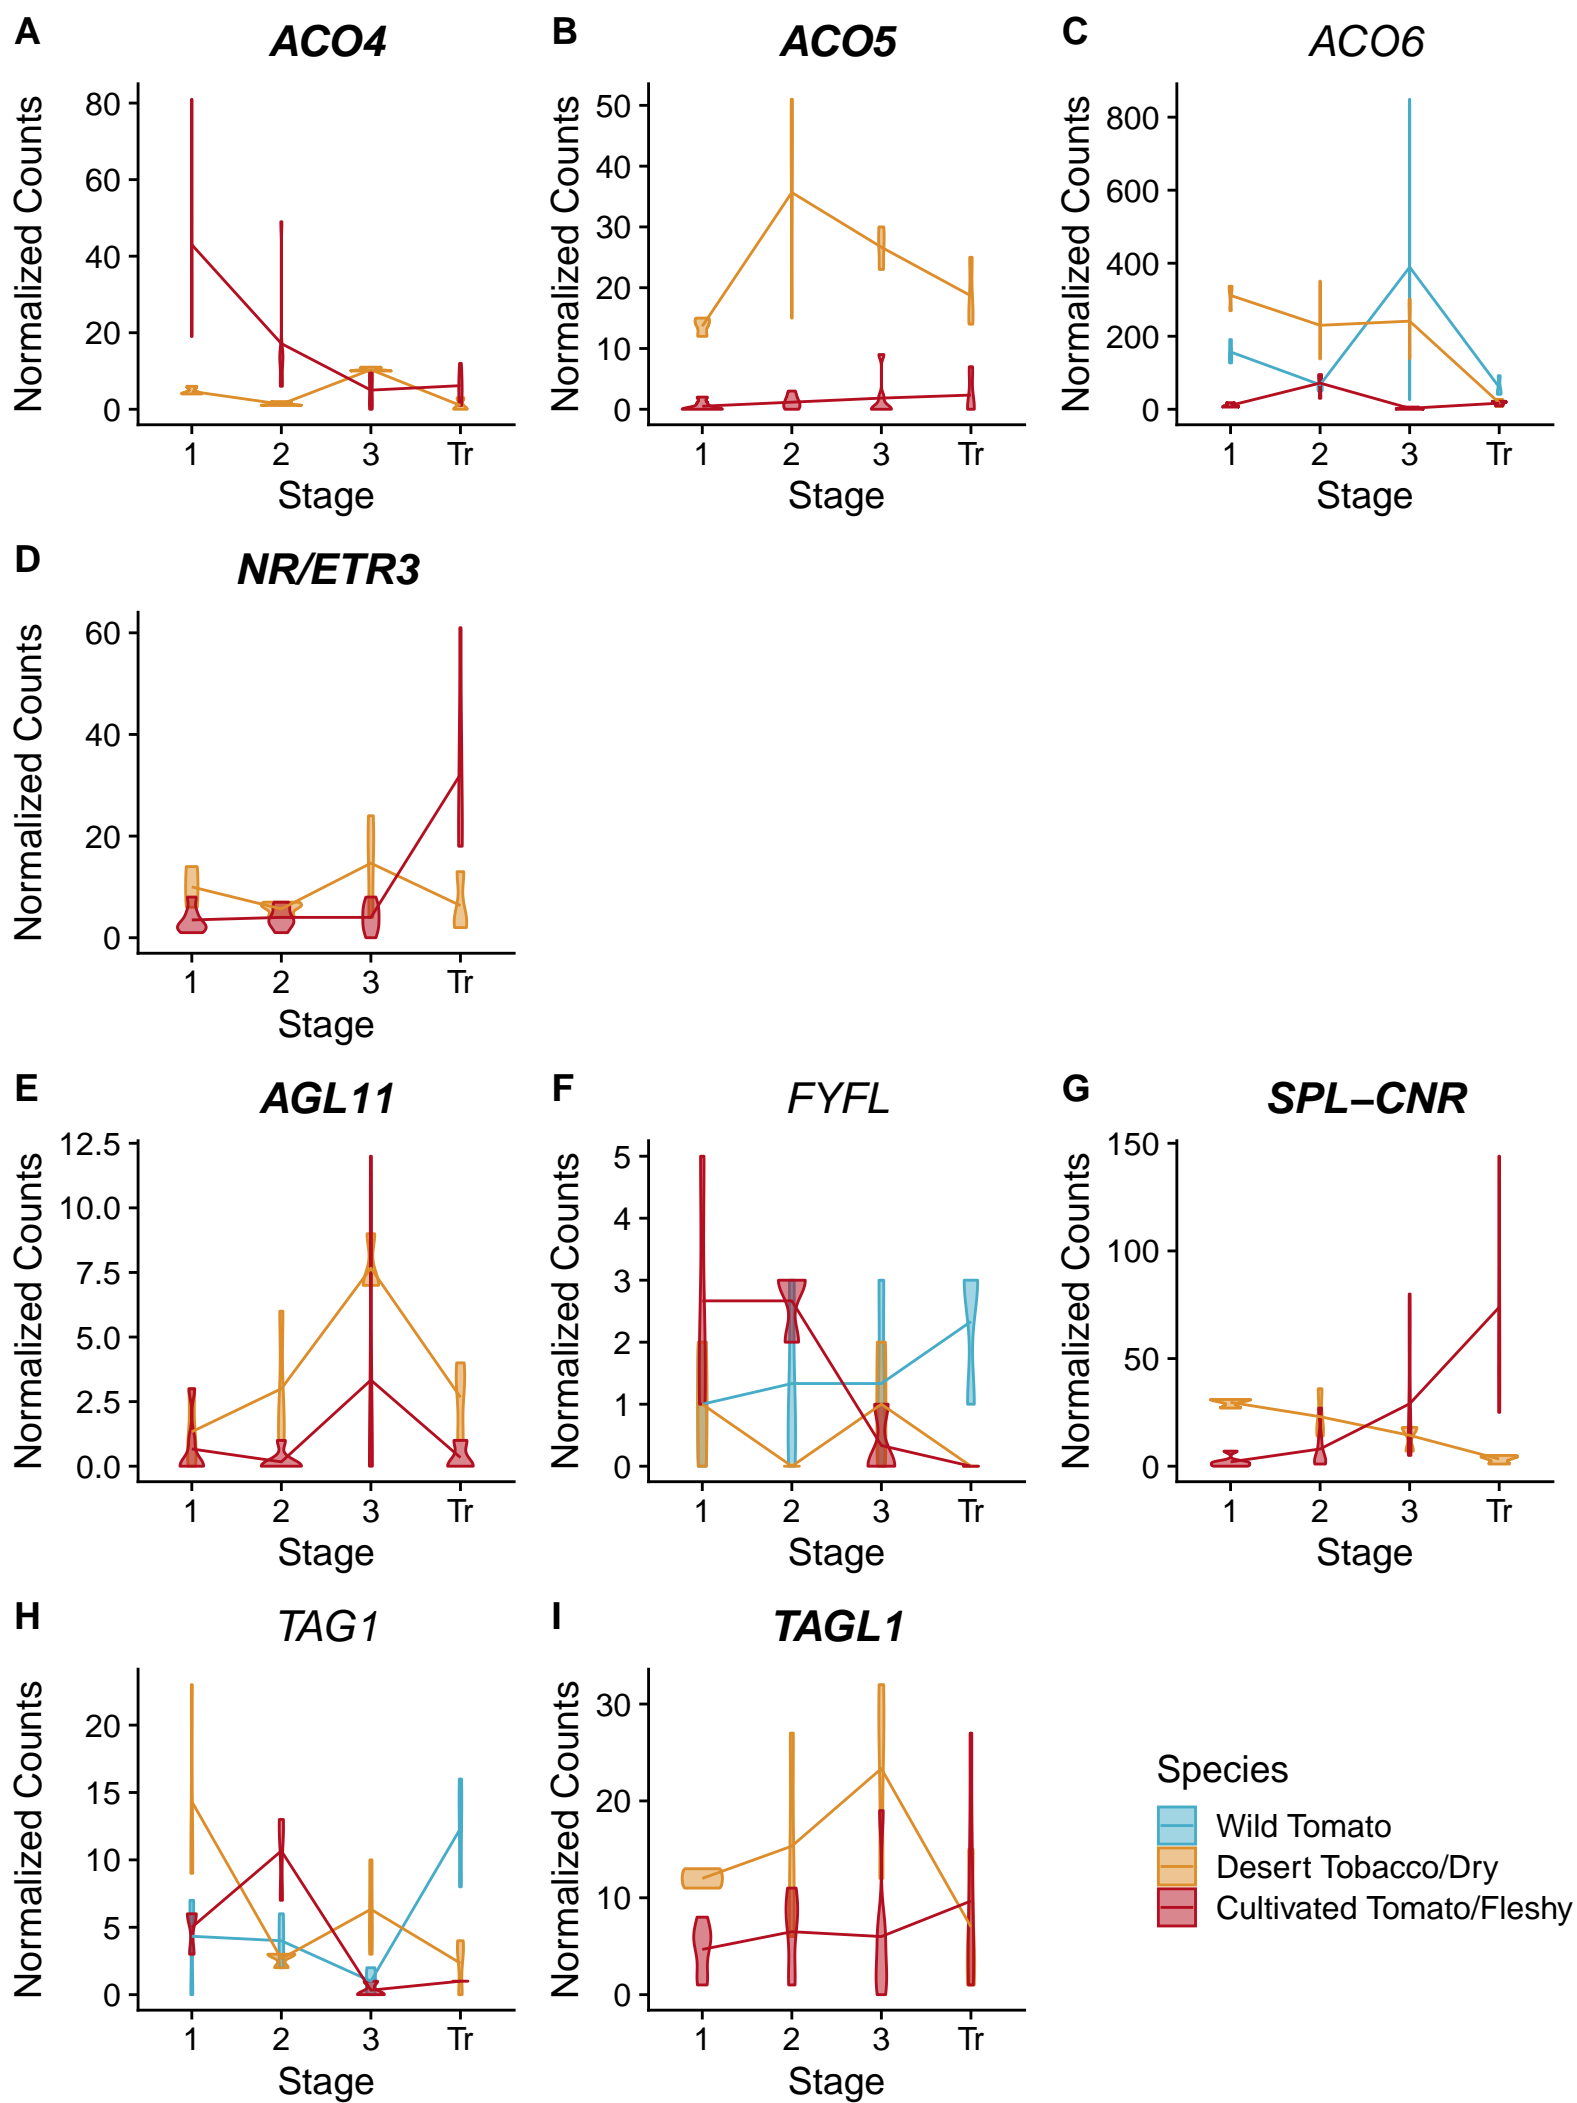 A ACO4
Normalized Counts
80
60
40
20
0
1 2 3 Tr
Stage
B ACO5
Normalized Counts
50
40
30
20
10
0
1 2 3 Tr
Stage
C ACO6
Normalized Counts
800
600
400
200
0
1 2 3 Tr
Stage
D NR/ETR3
Normalized Counts
60
40
20
0
1 2 3 Tr
Stage
E AGL11
Normalized Counts
12.5
10.0
7.5
5.0
2.5
0.0
1 2 3 Tr
Stage
F FYFL
Normalized Counts
5
4
3
2
1
0
1 2 3 Tr
Stage
G SPL−CNR
Normalized Counts
150
100
50
0
1 2 3 Tr
Stage
H TAG1
Normalized Counts
20
15
10
5
0
1 2 3 Tr
Stage
I TAGL1
Normalized Counts
30
20
10
0
1 2 3 Tr
Stage
Species
Wild Tomato
Desert Tobacco/Dry
Cultivated Tomato/Fleshy